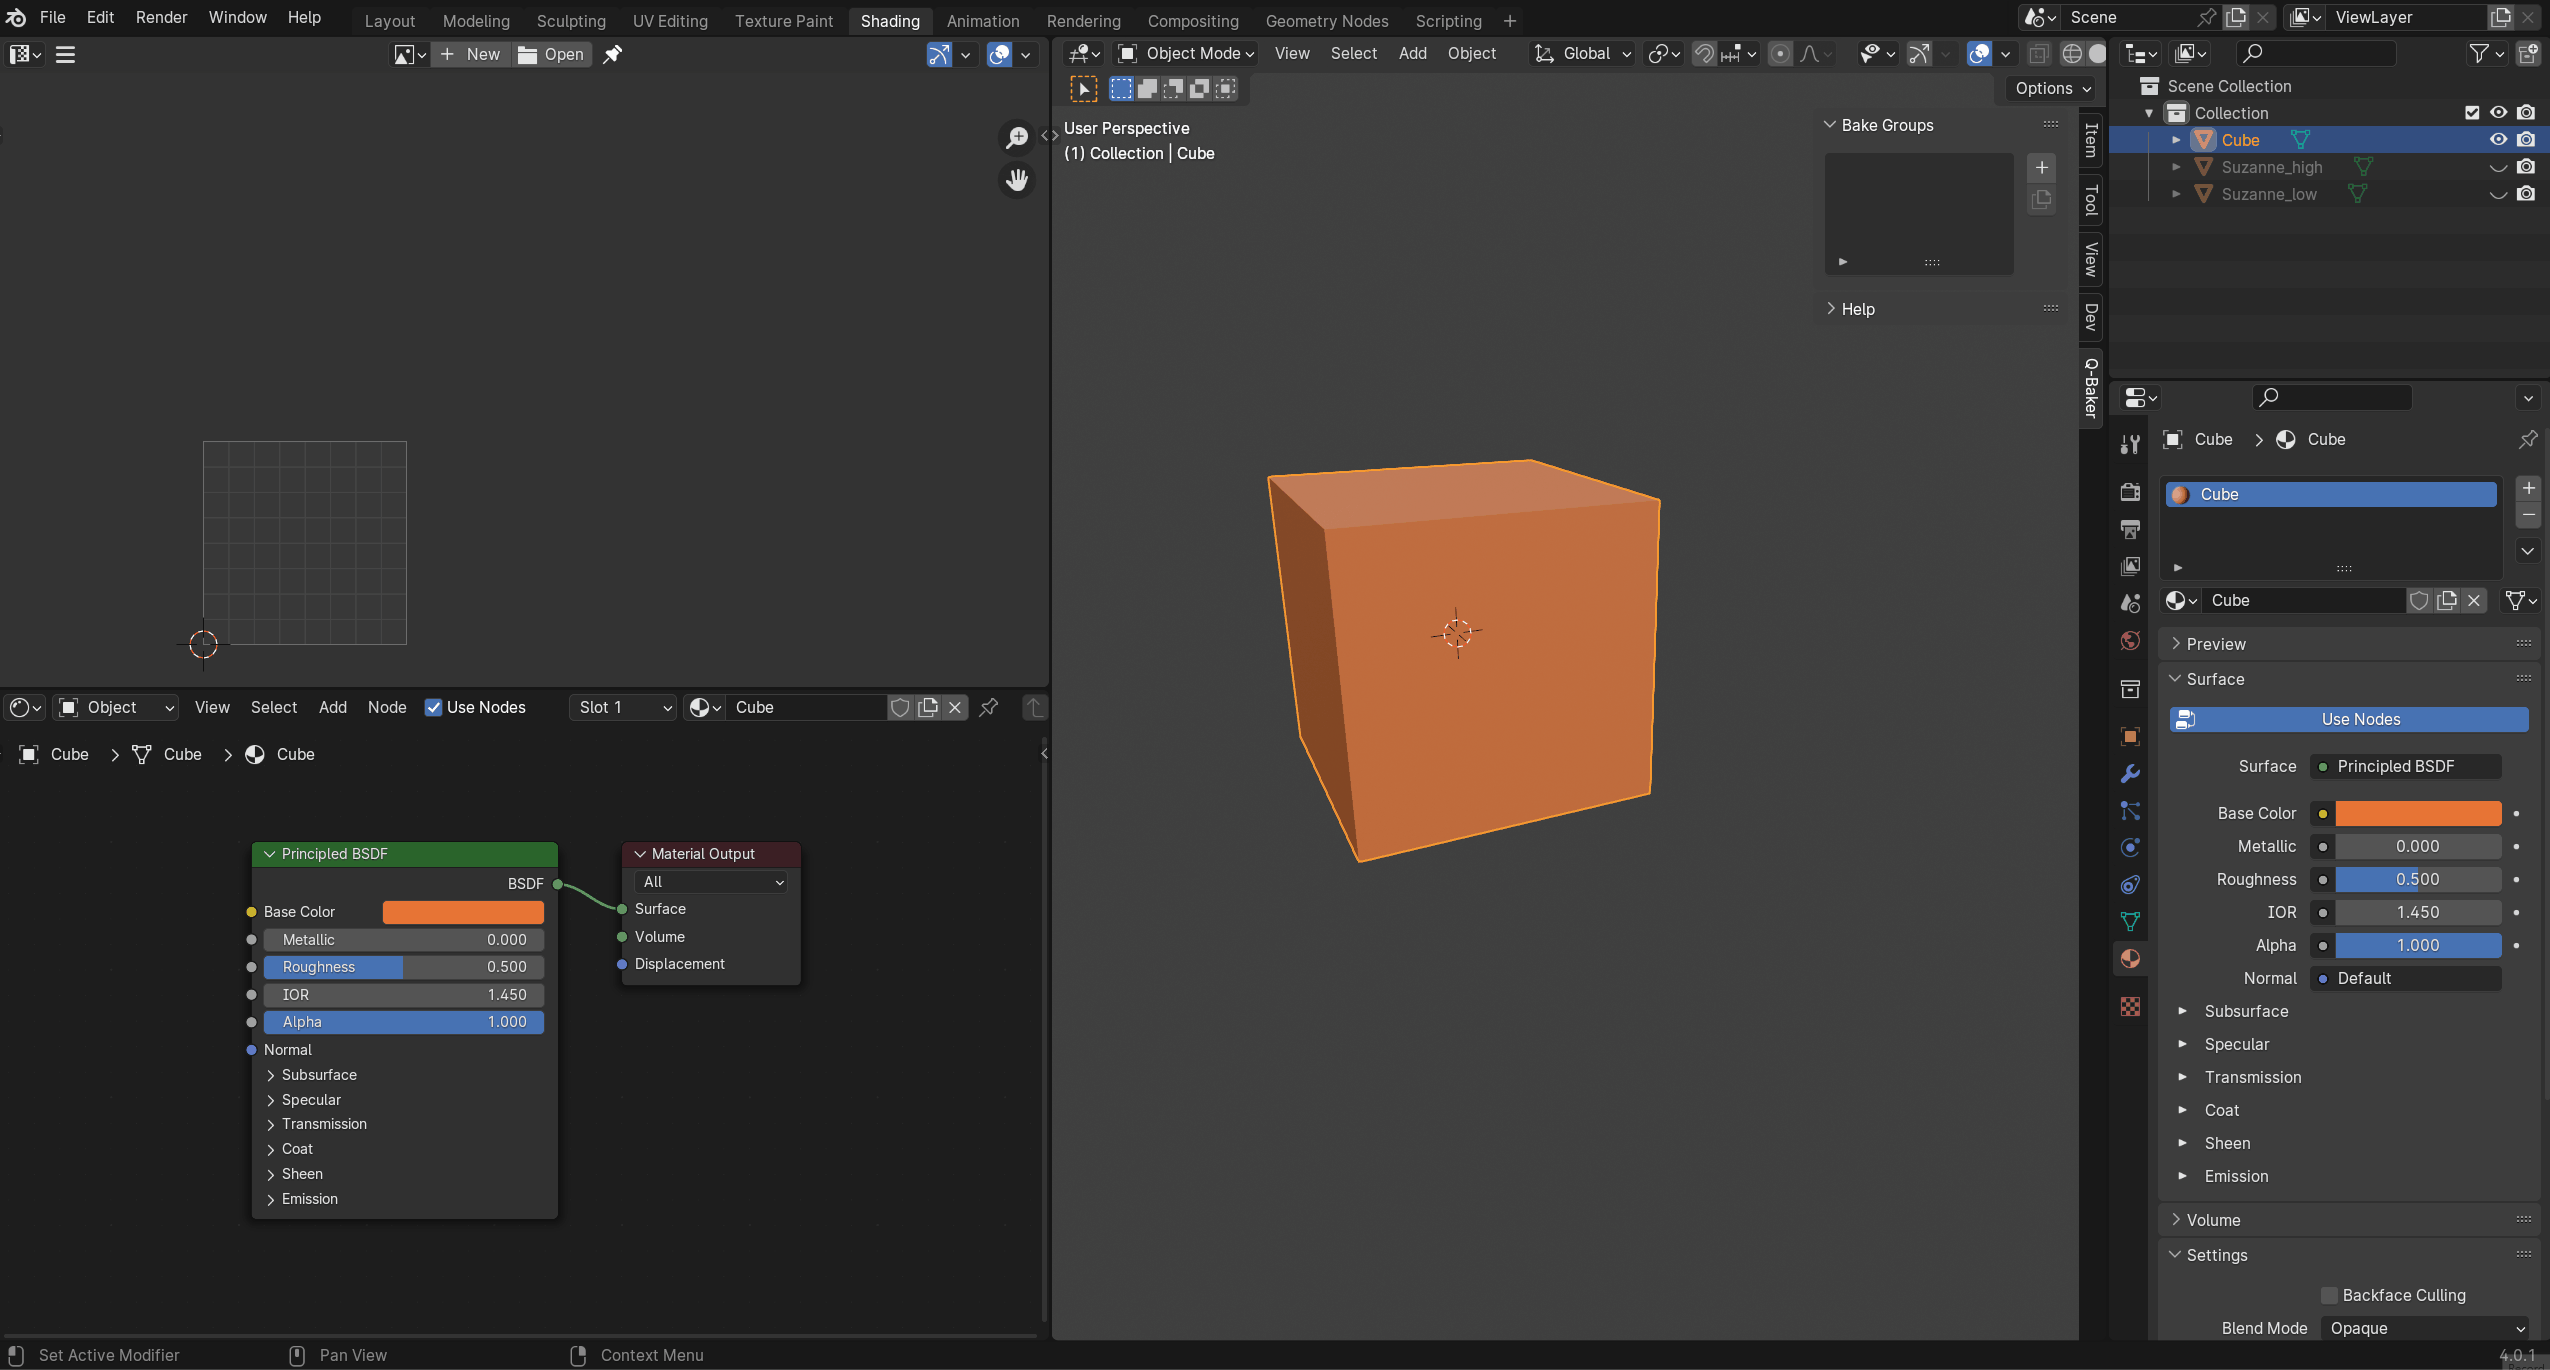 File Edit Render Window Help Layout Modeling Sculpting UV Editing Texture Paint Shading Animation Rendering Compositing Geometry Nodes Scripting Scene ViewLayer
New Open
Object Mode View Select Add Object Global
Options
User Perspective
(1) Collection | Cube
Bake Groups
Help
Item
Tool
View
Dev
Q-Baker
Scene Collection
Collection
Cube
Suzanne_high
Suzanne_low
Cube Cube
Cube
Cube
Preview
Surface
Use Nodes
Surface Principled BSDF
Base Color
Metallic 0.000
Roughness 0.500
IOR 1.450
Alpha 1.000
Normal Default
Subsurface
Specular
Transmission
Coat
Sheen
Emission
Volume
Settings
Backface Culling
Blend Mode Opaque
Object View Select Add Node Use Nodes Slot 1 Cube
Cube Cube Cube
Principled BSDF
BSDF
Base Color
Metallic 0.000
Roughness 0.500
IOR 1.450
Alpha 1.000
Normal
Subsurface
Specular
Transmission
Coat
Sheen
Emission
Material Output
All
Surface
Volume
Displacement
Set Active Modifier Pan View Context Menu 4.0.1